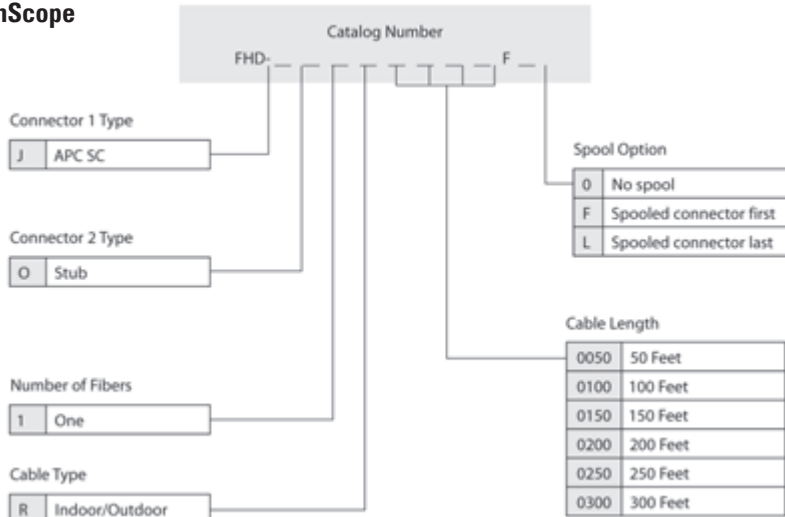 Catalog Number
FHD- _ _ _ _ _ _ _ _ F _
Connector 1 Type
J APC SC
Connector 2 Type
O Stub
Number of Fibers
1 One
Cable Type
R Indoor/Outdoor
Spool Option
0 No spool
F Spooled connector first
L Spooled connector last
Cable Length
0050 50 Feet
0100 100 Feet
0150 150 Feet
0200 200 Feet
0250 250 Feet
0300 300 Feet